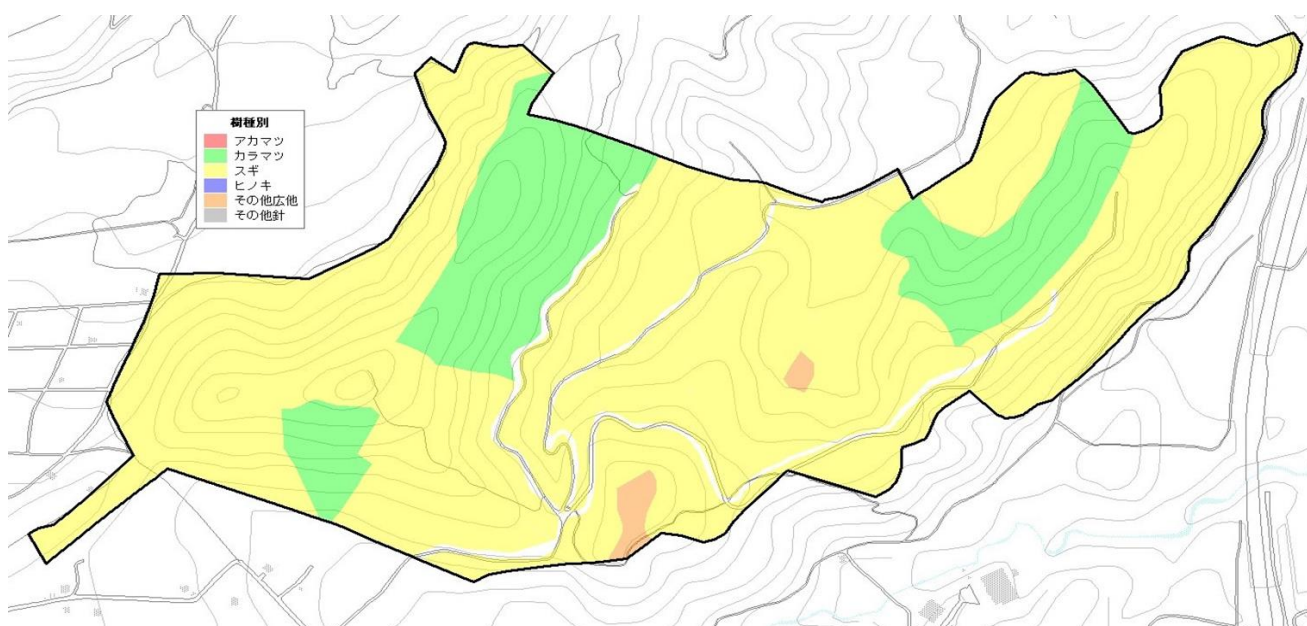 樹種別
アカマツ
カラマツ
スギ
ヒノキ
その他広他
その他針